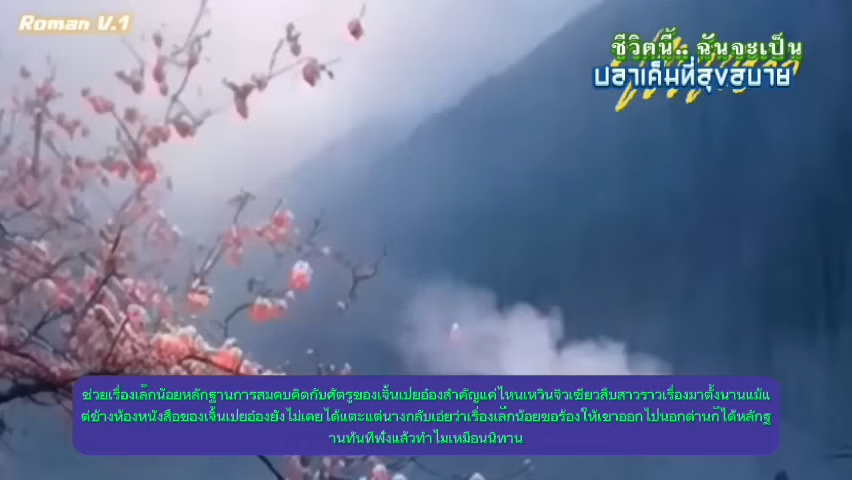 Roman V.1
ชีวิตนี้.. ฉันจะเป็น
ปลาเค็มที่สุขสบาย
ช่วยเรื่องเล็กน้อยหลักฐานการสมคบคิดกับศัตรูของเจิ้นเปยอ๋องสำคัญแค่ไหนเหวินจิวเซียวสืบสาวราวเรื่องมาตั้งนานแม้แ
ต่ข้างห้องหนังสือของเจิ้นเปยอ๋องยังไม่เคยได้แตะแต่นางกลับเอ่ยว่าเรื่องเล็กน้อยขอร้องให้เขาออกไปนอกด่านก็ได้หลักฐ
านทันทีฟังแล้วทำไมเหมือนนิทาน